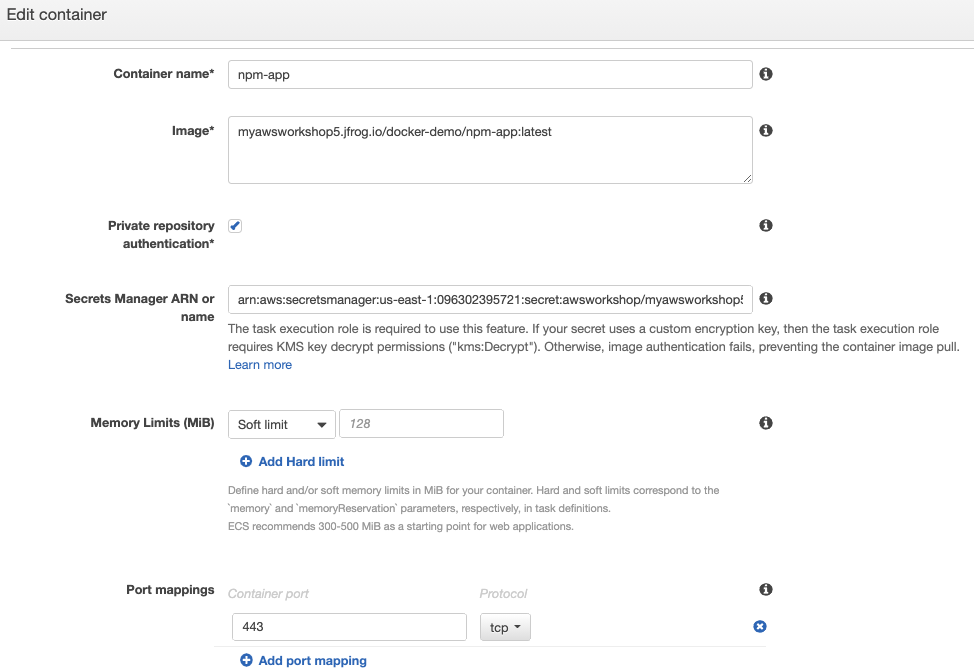 Edit container
Container name*
npm-app
Image*
myawsworkshop5.jfrog.io/docker-demo/npm-app:latest
Private repository
authentication*
Secrets Manager ARN or
name
arn:aws:secretsmanager:us-east-1:096302395721:secret:awsworkshop/myawsworkshop5
The task execution role is required to use this feature. If your secret uses a custom encryption key, then the task execution role
requires KMS key decrypt permissions ("kms:Decrypt"). Otherwise, image authentication fails, preventing the container image pull.
Learn more
Memory Limits (MiB)
Soft limit
128
Add Hard limit
Define hard and/or soft memory limits in MiB for your container. Hard and soft limits correspond to the
`memory` and `memoryReservation` parameters, respectively, in task definitions.
ECS recommends 300-500 MiB as a starting point for web applications.
Port mappings
Container port
Protocol
443
tcp
Add port mapping